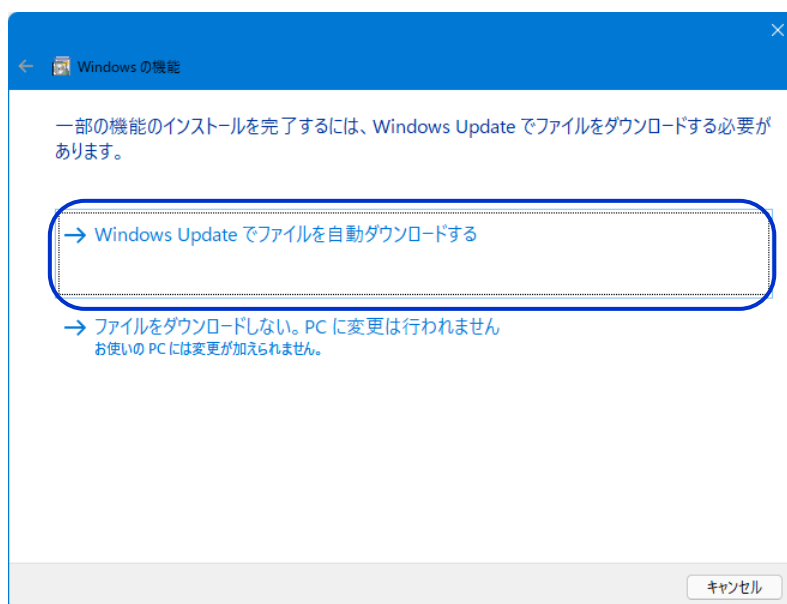 Windows の機能
一部の機能のインストールを完了するには、Windows Update でファイルをダウンロードする必要が
あります。
Windows Update でファイルを自動ダウンロードする
ファイルをダウンロードしない。PC に変更は行われません
お使いの PC には変更が加えられません。
キャンセル